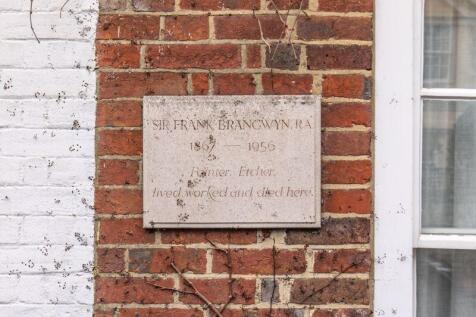 SIR FRANK BRANGWYN. RA
1867 — 1956
Painter. Etcher.
lived, worked and died here.